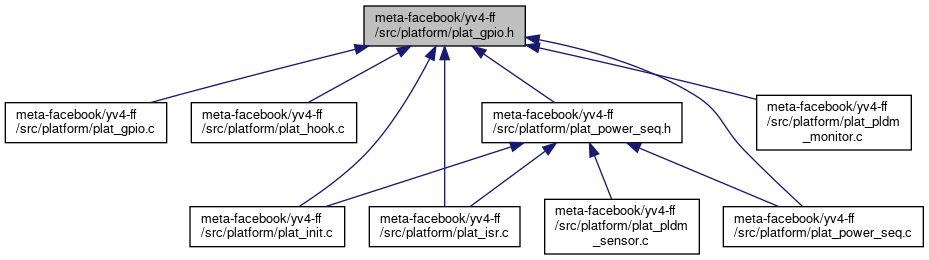 meta-facebook/yv4-ff
/src/platform/plat_gpio.h
meta-facebook/yv4-ff
/src/platform/plat_gpio.c
meta-facebook/yv4-ff
/src/platform/plat_hook.c
meta-facebook/yv4-ff
/src/platform/plat_power_seq.h
meta-facebook/yv4-ff
/src/platform/plat_pldm
_monitor.c
meta-facebook/yv4-ff
/src/platform/plat_init.c
meta-facebook/yv4-ff
/src/platform/plat_isr.c
meta-facebook/yv4-ff
/src/platform/plat_pldm
_sensor.c
meta-facebook/yv4-ff
/src/platform/plat_power_seq.c